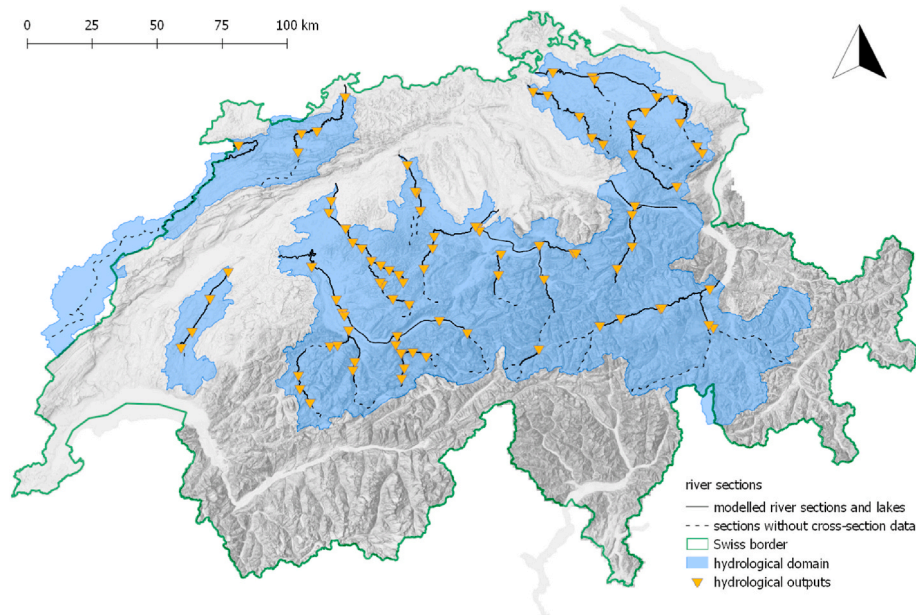 0 25 50 75 100 km
river sections
modelled river sections and lakes
sections without cross-section data
Swiss border
hydrological domain
hydrological outputs